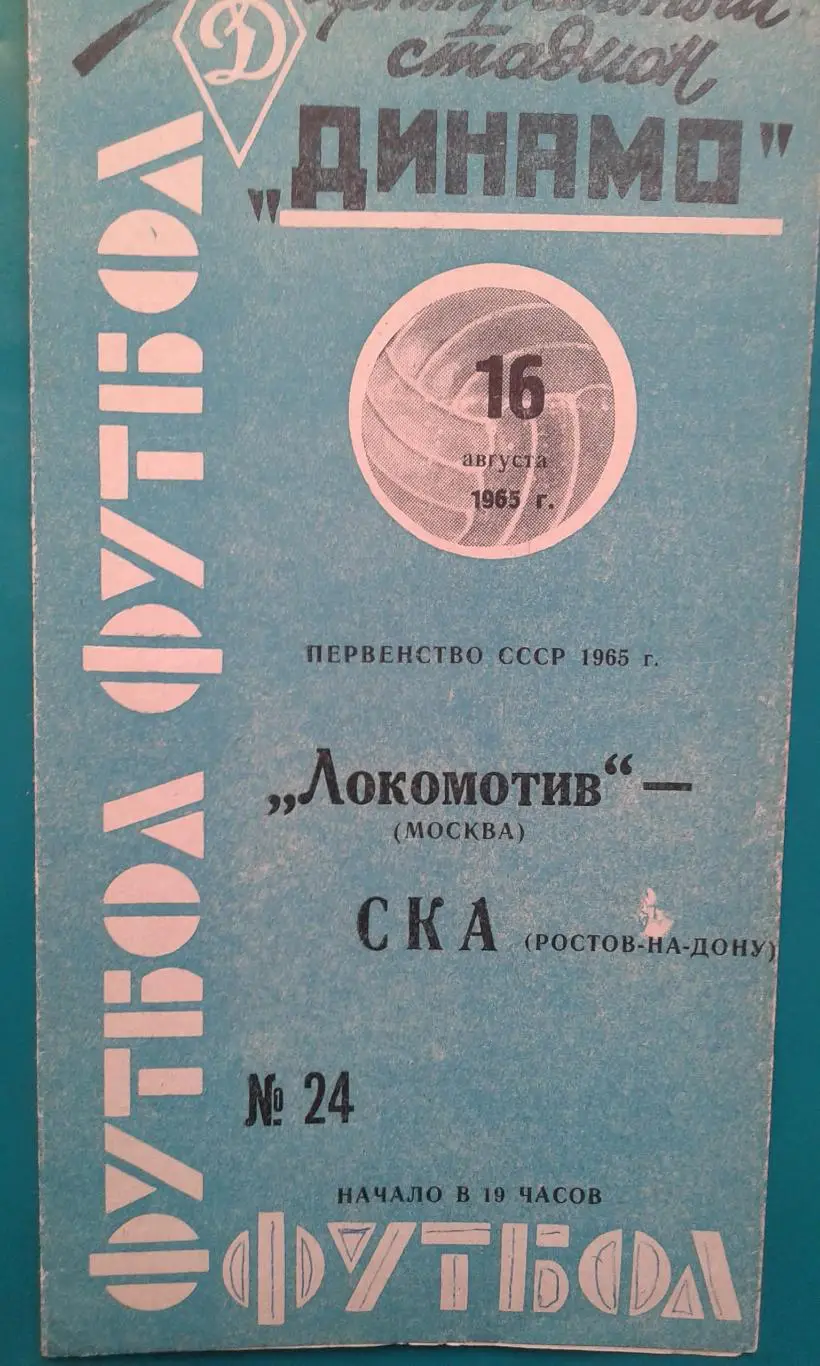 Центральный
стадион
„ДИНАМО"
Д
ФУТБОЛ
ФУТБОЛ
16
августа
1965 г.
ПЕРВЕНСТВО СССР 1965 г.
„Локомотив“ —
(МОСКВА)
СКА (РОСТОВ-НА-ДОНУ)
№ 24
НАЧАЛО В 19 ЧАСОВ
ФУТБОЛ